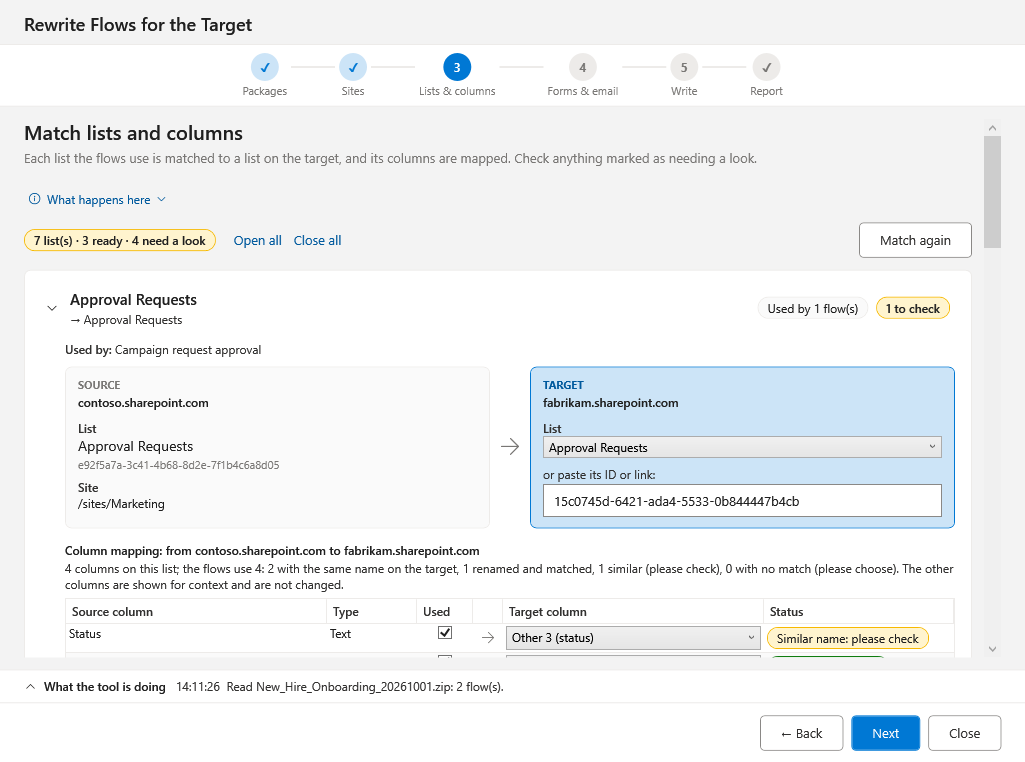 Rewrite Flows for the Target
3
4
5
Packages
Sites
Lists & columns
Forms & email
Write
Report
Match lists and columns
Each list the flows use is matched to a list on the target, and its columns are mapped. Check anything marked as needing a look.
What happens here
7 list(s) · 3 ready · 4 need a look
Open all
Close all
Match again
Approval Requests
→ Approval Requests
Used by 1 flow(s)
1 to check
Used by: Campaign request approval
SOURCE
contoso.sharepoint.com
List
Approval Requests
e92f5a7a-3c41-4b68-8d2e-7f1b4c6a8d05
Site
/sites/Marketing
TARGET
fabrikam.sharepoint.com
List
Approval Requests
or paste its ID or link:
15c0745d-6421-ada4-5533-0b844447b4cb
Column mapping: from contoso.sharepoint.com to fabrikam.sharepoint.com
4 columns on this list; the flows use 4: 2 with the same name on the target, 1 renamed and matched, 1 similar (please check), 0 with no match (please choose). The other
columns are shown for context and are not changed.
Source column Type Used Target column Status
Status Text Other 3 (status) Similar name: please check
What the tool is doing 14:11:26 Read New_Hire_Onboarding_20261001.zip: 2 flow(s).
← Back
Next
Close